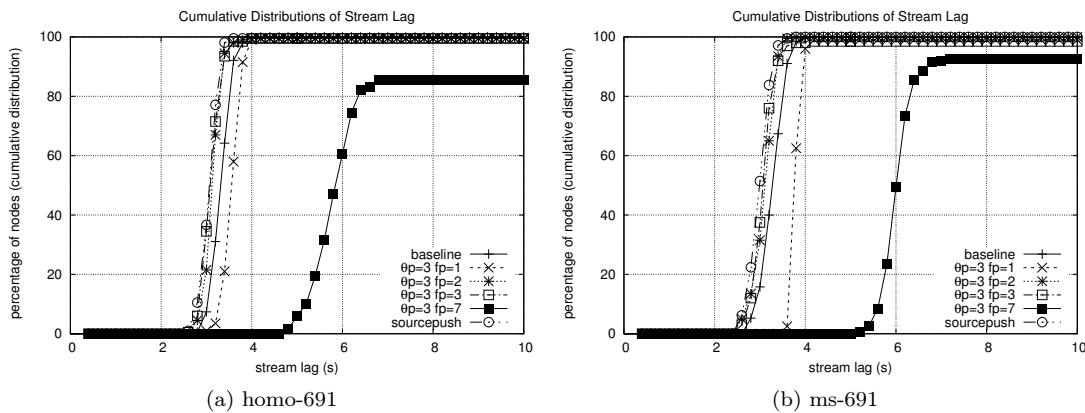 Cumulative Distributions of Stream Lag
percentage of nodes (cumulative distribution)
100
80
60
40
20
0
0 2 4 6 8 10
stream lag (s)
baseline
θp=3 fp=1
θp=3 fp=2
θp=3 fp=3
θp=3 fp=7
sourcepush
(a) homo-691
Cumulative Distributions of Stream Lag
percentage of nodes (cumulative distribution)
100
80
60
40
20
0
0 2 4 6 8 10
stream lag (s)
baseline
θp=3 fp=1
θp=3 fp=2
θp=3 fp=3
θp=3 fp=7
sourcepush
(b) ms-691